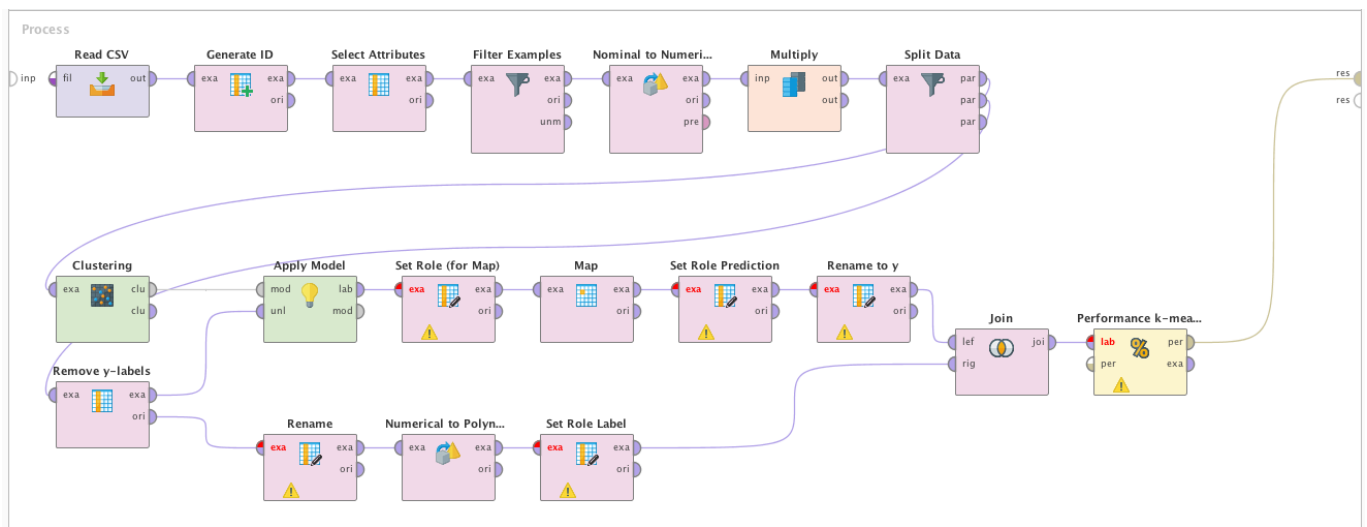 Process
Read CSV
Generate ID
Select Attributes
Filter Examples
Nominal to Numeri...
Multiply
Split Data
inp
fil
out
exa
exa
ori
exa
exa
ori
exa
exa
ori
unm
exa
exa
ori
pre
inp
out
out
exa
par
par
par
res
res
Clustering
Apply Model
Set Role (for Map)
Map
Set Role Prediction
Rename to y
exa
clu
clu
mod
lab
unl
mod
exa
exa
ori
exa
exa
ori
exa
exa
ori
exa
exa
ori
Join
Performance k-mea...
lef
joi
rig
lab
%
per
per
exa
Remove y-labels
exa
exa
ori
Rename
Numerical to Polyn...
Set Role Label
exa
exa
ori
exa
exa
ori
exa
exa
ori